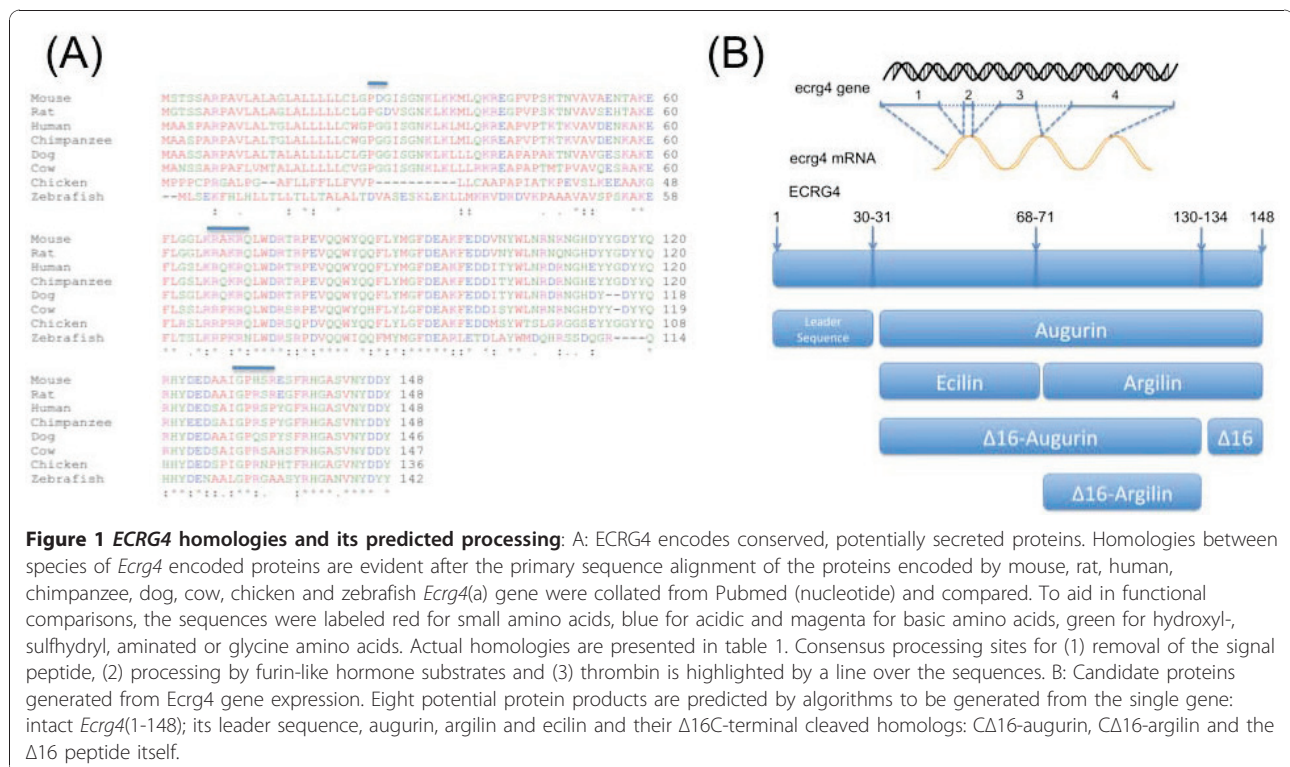 (A)
Mouse MSTSSARPAVLALAGLALLLLLCLGPDGISGNKLKKMLQKREGPVPSKTNVAVAENTAKE 60
Rat MGTSSARPAVLALAGLALLLLLCLGPGDVSGNKLKKMLQKREGPVPSKTNVAVSEHTAKE 60
Human MAASPARPAVLALTGLALLLLLCWGPGGISGNKLKLMLQKREAPVPTKTKVAVDENKAKE 60
Chimpanzee MAASPARPAVLALTGLALLLLLCWGPGGISGNKLKLMLQKREAPVPTKTKVAVDENKAKE 60
Dog MAASSARPAVLALTALALLLLLCLGPGGISGNKLKLLLQKREAPAPAKTNVAVGESKAKE 60
Cow MANSSARPAFLVMTALALLLLLCLGPGGISGNKLKLLLRKREAPAPTMTPVAVQESRAKE 60
Chicken MPPPCPRGALPG--AFLLFFLLFVVP------------LLCAAPAPIATKPEVSLKEEAAKG 48
Zebrafish --MLSEKFHLHLLTLLTLLTALALTDVASESKLEKLLMKRVDRDVKPAAAVAVSPSKAKE 58
Mouse FLGGLKRAKRQLWDRTRPEVQQWYQQFLYMGFDEAKFEDDVNYWLNRNRNGHDYYGDYYQ 120
Rat FLGGLKRAKRQLWDRTRPEVQQWYQQFLYMGFDEAKFEDDVNYWLNRNQNGHDYYGDYYQ 120
Human FLGSLKRQKRQLWDRTRPEVQQWYQQFLYMGFDEAKFEDDITYWLNRDRNGHDYYGDYYQ 120
Chimpanzee FLGSLKRQKRQLWDRTRPEVQQWYQQFLYMGFDEAKFEDDITYWLNRDRNGHDYYGDYYQ 120
Dog FLSGLKRQKRQLWDRTRPEVQQWYQQFLYMGFDEAKFEDDITYWLNRDRNGHEYY--DYYQ 118
Cow FLSSLRRPKRQLWDRSRPEVQQWYQHFLYLGFDEAKFEDDISYWLNRDRNGHDYY-DYYQ 119
Chicken FLRSLRRPKRQLWDRSQPDVQQWYQQFLYLGFDEAKFEDDMSYWTSLGRGGSEYYGGYYQ 108
Zebrafish FLTSLKRPKRNLWDRSRPDVQQWIQQFMYMGFDEARLETDLAYWMDQHRSSDQGR----Q 114
Mouse RHYDEDAAIGPHSRESFRHGASVNYDDY 148
Rat RHYDEDAAIGPRSREGFRHGASVNYDDY 148
Human RHYDEDSAIGPRSPYGFRHGASVNYDDY 148
Chimpanzee RHYEEDSAIGPRSPYGFRHGASVNYDDY 148
Dog RHYDEDSAIGPQSPYSFRHGASVNYDDY 146
Cow RHYDEDSAIGPRSAHSFRHGASVNYDDY 147
Chicken HHYDEDSPIGPRNPHTFRHGAGVNYDDY 136
Zebrafish HHYDENAALGPRGAASYRHGANVNYDYY 142
(B)
ecrg4 gene
1 2 3 4
ecrg4 mRNA
ECRG4
1 30-31 68-71 130-134 148
Leader
Sequence
Augurin
Ecilin Argilin
Δ16-Augurin Δ16
Δ16-Argilin
Figure 1 ECRG4 homologies and its predicted processing: A: ECRG4 encodes conserved, potentially secreted proteins. Homologies between
species of Ecrg4 encoded proteins are evident after the primary sequence alignment of the proteins encoded by mouse, rat, human,
chimpanzee, dog, cow, chicken and zebrafish Ecrg4(a) gene were collated from Pubmed (nucleotide) and compared. To aid in functional
comparisons, the sequences were labeled red for small amino acids, blue for acidic and magenta for basic amino acids, green for hydroxyl-,
sulfhydryl, aminated or glycine amino acids. Actual homologies are presented in table 1. Consensus processing sites for (1) removal of the signal
peptide, (2) processing by furin-like hormone substrates and (3) thrombin is highlighted by a line over the sequences. B: Candidate proteins
generated from Ecrg4 gene expression. Eight potential protein products are predicted by algorithms to be generated from the single gene:
intact Ecrg4(1-148); its leader sequence, augurin, argilin and ecilin and their Δ16C-terminal cleaved homologs: CΔ16-augurin, CΔ16-argilin and the
Δ16 peptide itself.